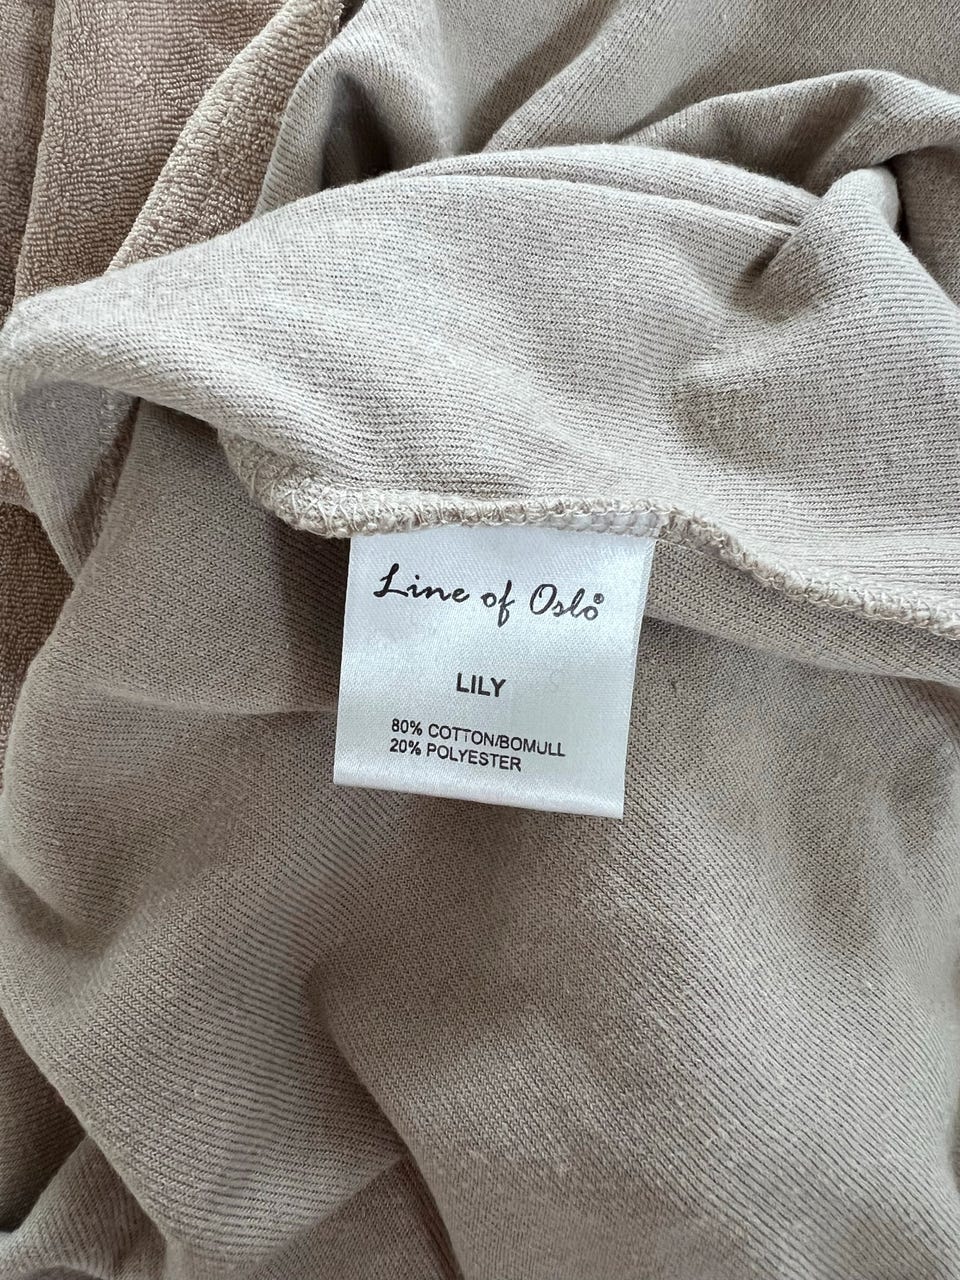 Line of Oslo®
LILY
80% COTTON/BOMULL
20% POLYESTER